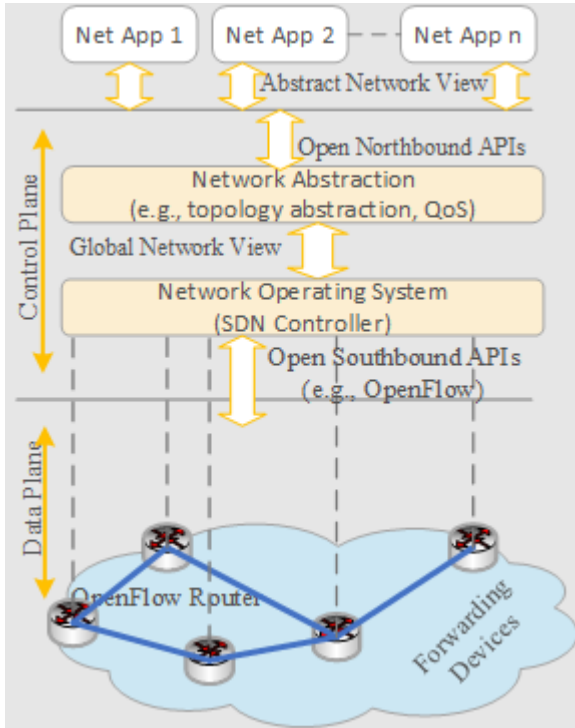 Net App 1
Net App 2
Net App n
Abstract Network View
Open Northbound APIs
Network Abstraction
(e.g., topology abstraction, QoS)
Global Network View
Network Operating System
(SDN Controller)
Open Southbound APIs
(e.g., OpenFlow)
Control Plane
Data Plane
OpenFlow Router
Forwarding
Devices